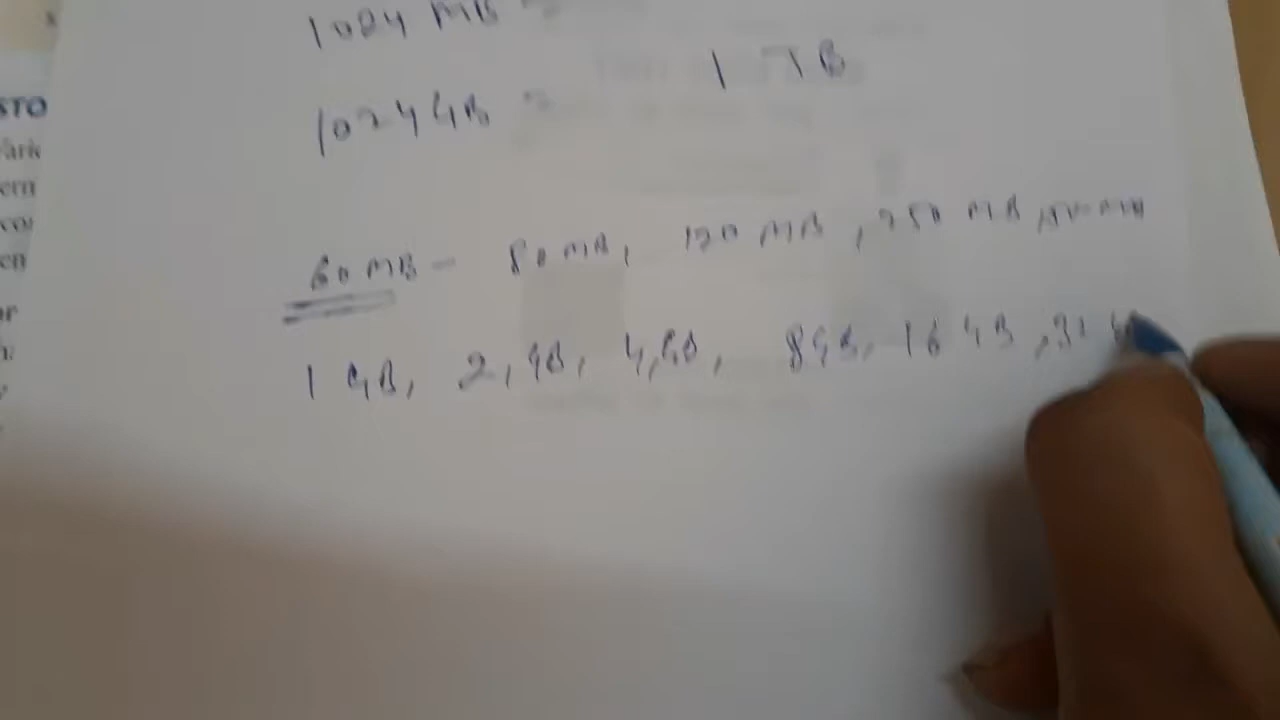 STO
1024 MB =
1 TB
1024 GB =
60 MB - 80 MB, 120 MB, 250 MB,
1 GB, 2, GB, 4, GB, 8 GB, 16 GB, 32